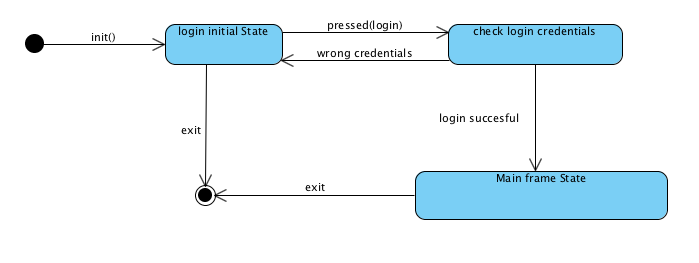 login initial State
pressed(login)
check login credentials
init()
wrong credentials
login succesful
exit
Main frame State
exit